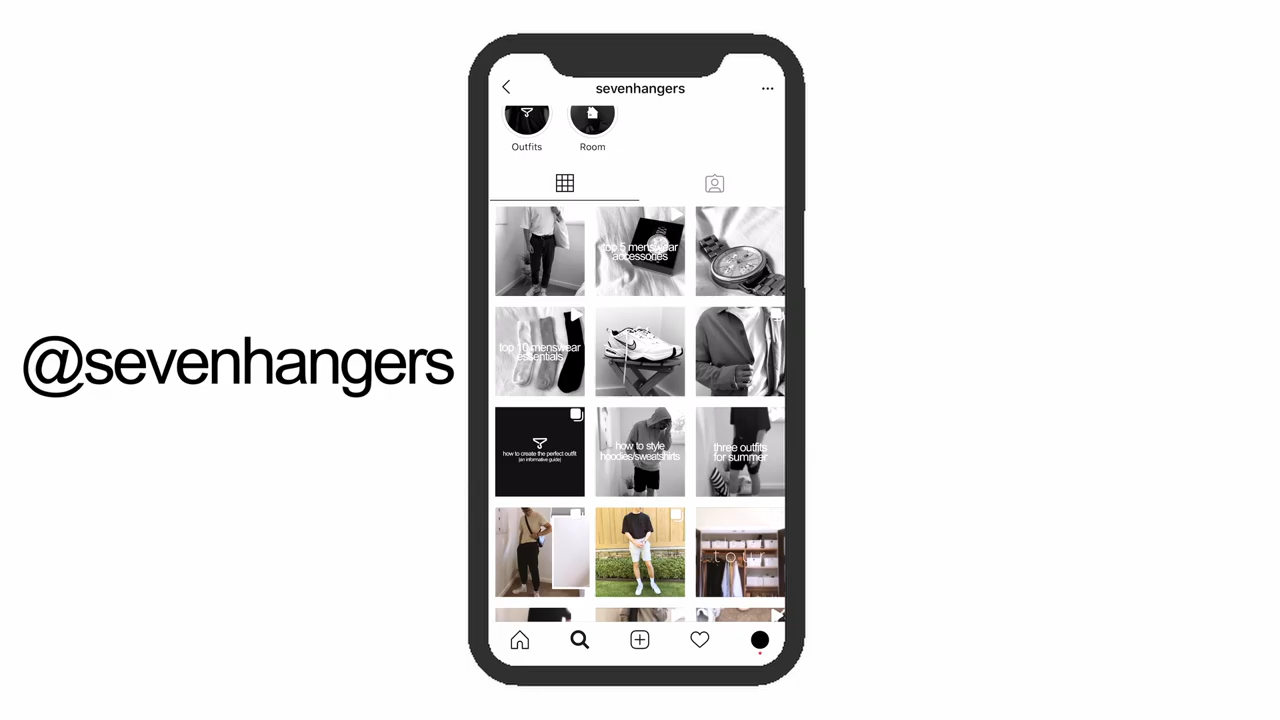 sevenhangers
Outfits
Room
top 5 menswear
accessories
top 10 menswear
essentials
how to create the perfect outfit
(an informative guide)
how to style
hoodies/sweatshirts
three outfits
for summer
tour
@sevenhangers